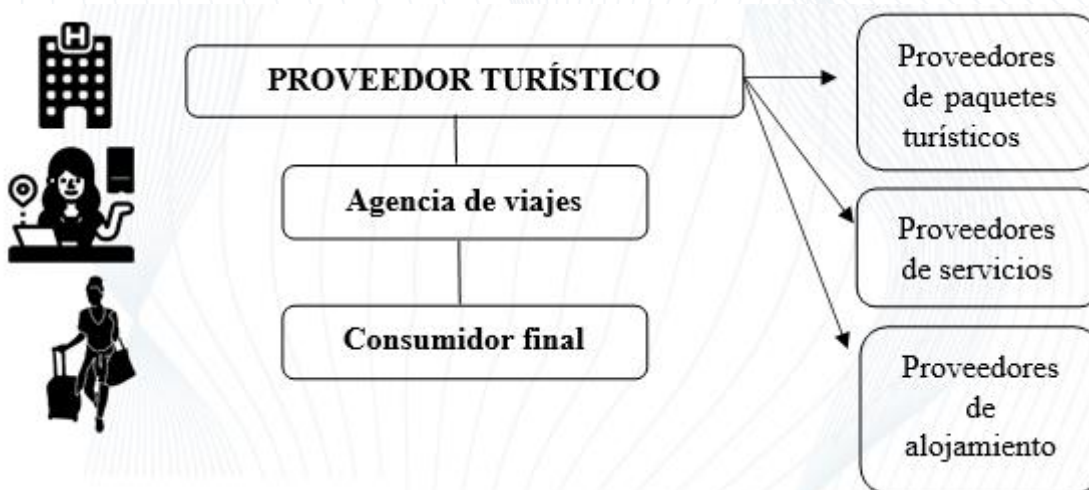 H
PROVEEDOR TURÍSTICO
Agencia de viajes
Consumidor final
Proveedores
de paquetes
turísticos
Proveedores
de servicios
Proveedores
de
alojamiento